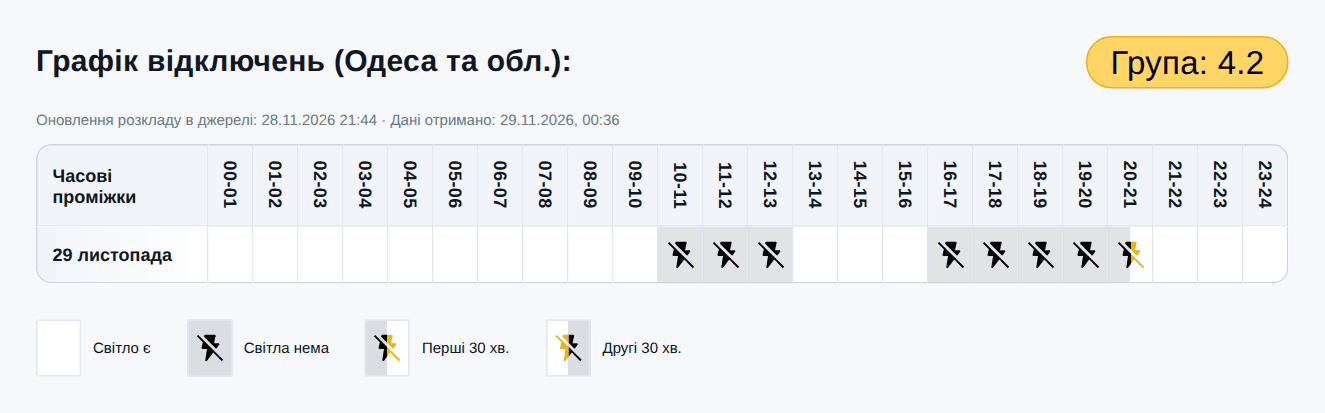 Графік відключень (Одеса та обл.):
Група: 4.2
Оновлення розкладу в джерелі: 28.11.2026 21:44 · Дані отримано: 29.11.2026, 00:36
Часові
проміжки
00-01
01-02
02-03
03-04
04-05
05-06
06-07
07-08
08-09
09-10
10-11
11-12
12-13
13-14
14-15
15-16
16-17
17-18
18-19
19-20
20-21
21-22
22-23
23-24
29 листопада
Світло є
Світла нема
Перші 30 хв.
Другі 30 хв.